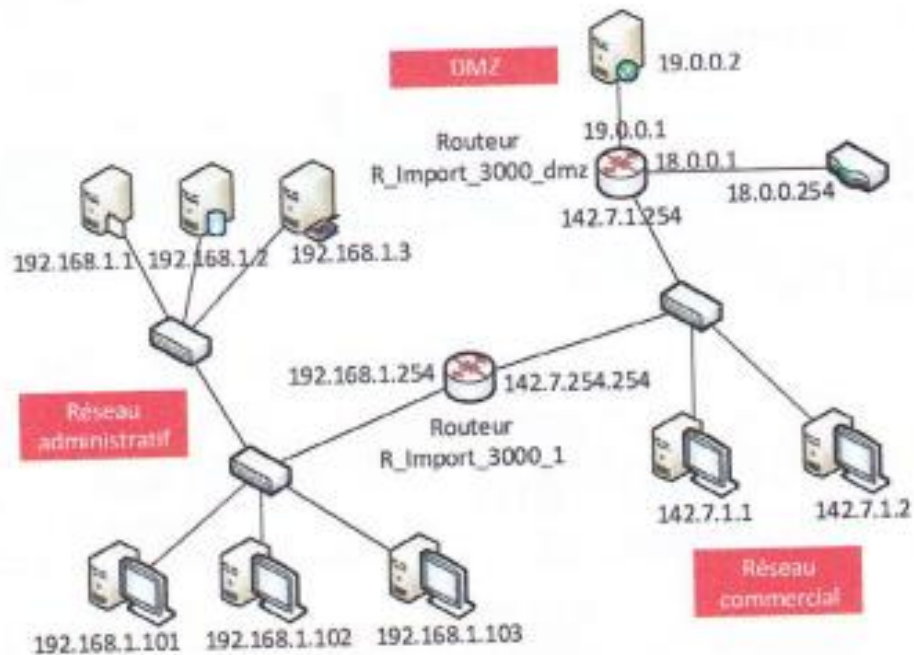 DMZ
19.0.0.2
19.0.0.1
Routeur
R_Import_3000_dmz
18.0.0.1
18.0.0.254
142.7.1.254
192.168.1.1
192.168.1.2
192.168.1.3
192.168.1.254
142.7.254.254
Routeur
R_Import_3000_1
Réseau
administratif
142.7.1.1
142.7.1.2
Réseau
commercial
192.168.1.101
192.168.1.102
192.168.1.103